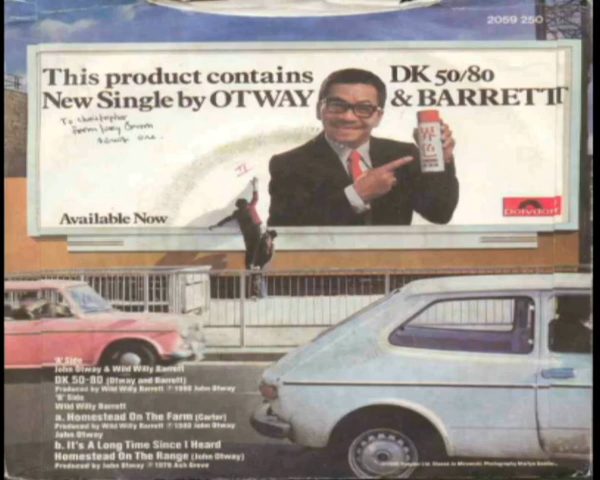 2059 250
This product contains
DK 50/80
New Single by OTWAY
& BARRETT
To Christopher
from
Available Now
polydor
'A' Side
John Otway & Wild Willy Barrett
DK 50-80 (Otway and Barrett)
Produced by Wild Willy Barrett ℗ 1980 John Otway
'B' Side
Wild Willy Barrett
a. Homestead On The Farm (Carter)
Produced by Wild Willy Barrett ℗ 1980 John Otway
John Otway
b. It's A Long Time Since I Heard
Homestead On The Range (John Otway)
Produced by John Otway ℗ 1979